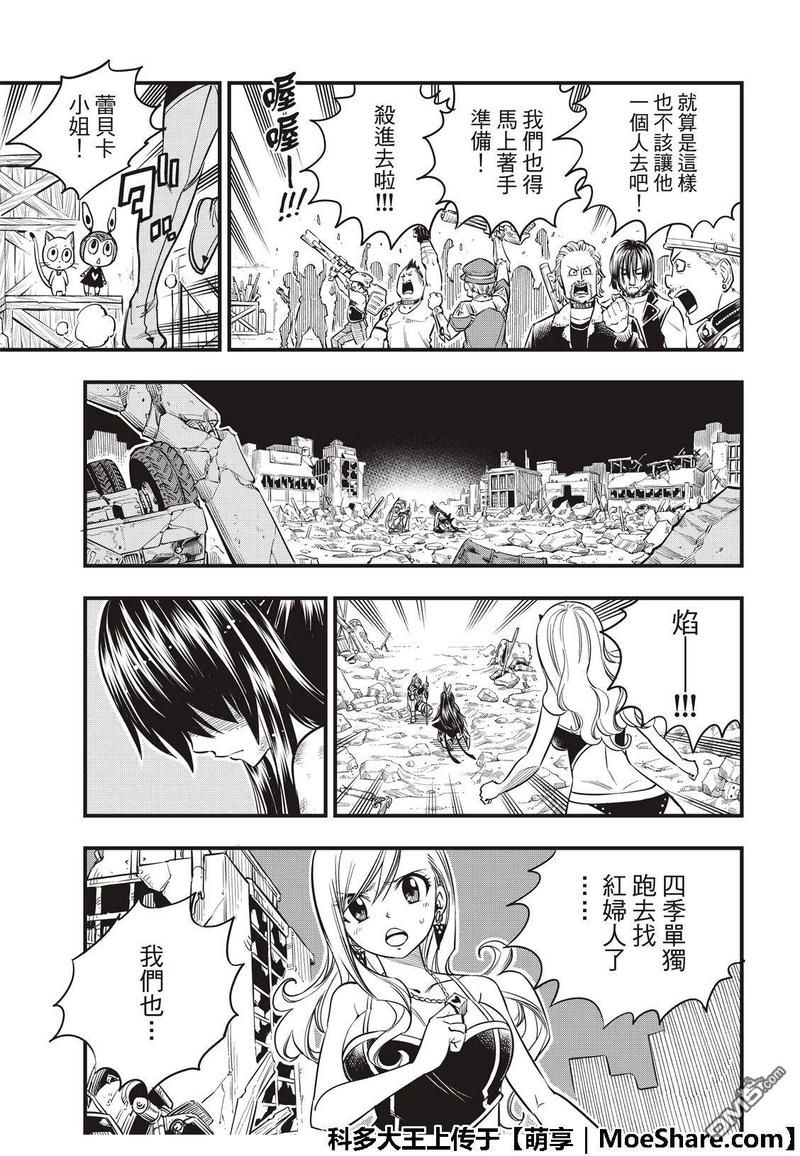 就算是這樣
也不該讓他
一個人去吧！
我們也得
馬上著手
準備！
殺進去啦!!!
喔喔—!!!
蕾貝卡
小姐！
焰——!!!
四季單獨
跑去找
紅婦人了
……
我們也…
科多大王上传于【萌享｜MoeShare.com】